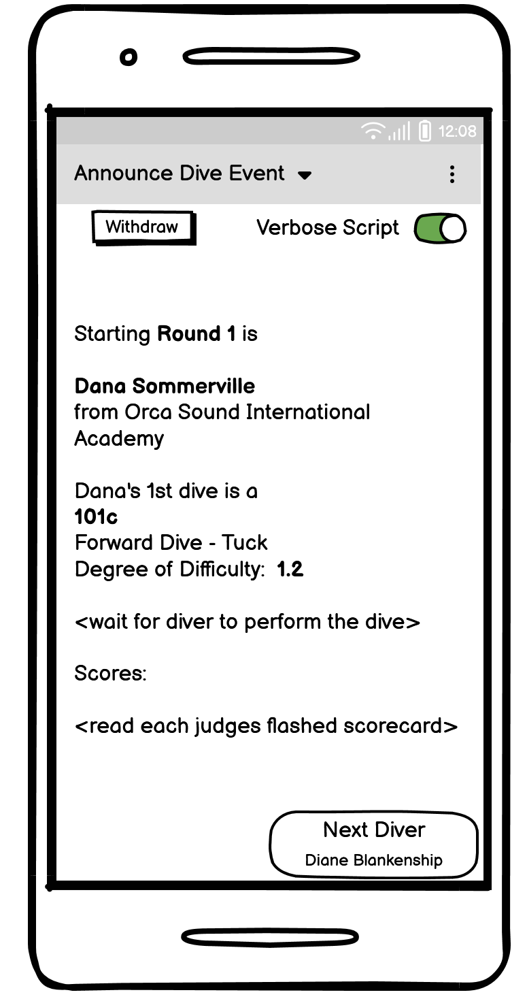 12:08
Announce Dive Event
Withdraw
Verbose Script
Starting Round 1 is
Dana Sommerville
from Orca Sound International
Academy
Dana's 1st dive is a
101c
Forward Dive - Tuck
Degree of Difficulty: 1.2
<wait for diver to perform the dive>
Scores:
<read each judges flashed scorecard>
Next Diver
Diane Blankenship